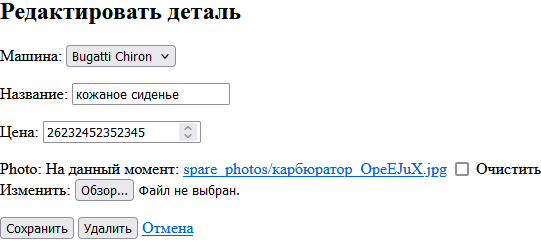 Редактировать деталь
Машина: Bugatti Chiron
Название: кожаное сиденье
Цена: 26232452352345
Photo: На данный момент: spare_photos/карбюратор_OpeEJuX.jpg Очистить
Изменить: Обзор... Файл не выбран.
Сохранить Удалить Отмена